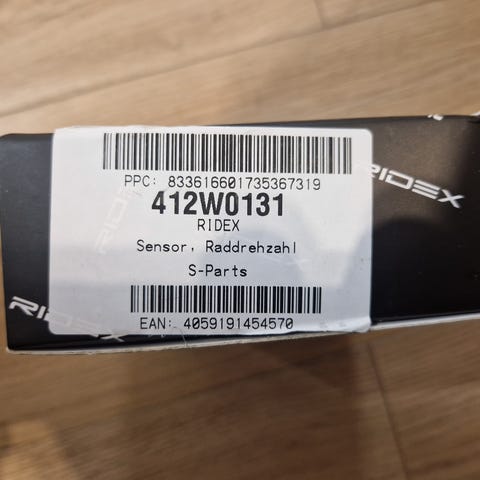 PPC: 833616601735367319
412W0131
RIDEX
Sensor, Raddrehzahl
S-Parts
EAN: 4059191454570
RIDEX
RIDEX
RIDEX